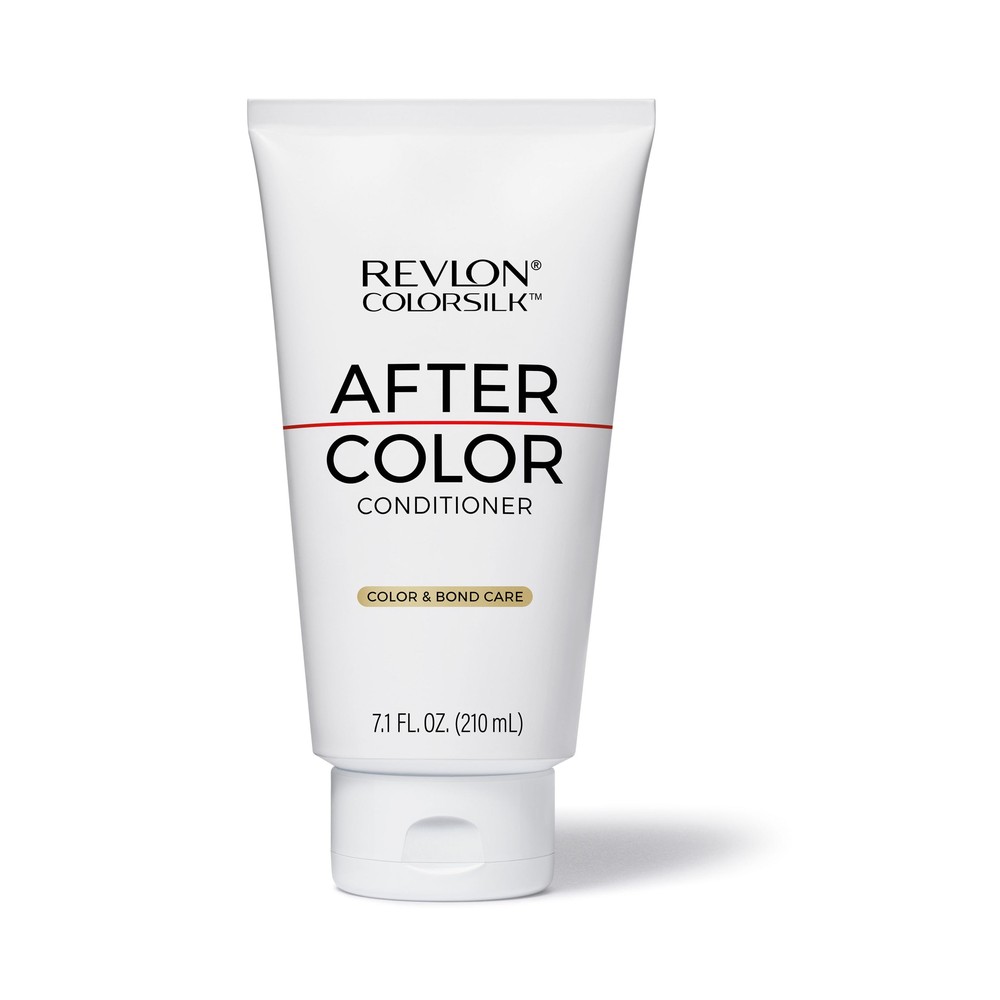 REVLON®
COLORSILK™
AFTER
COLOR
CONDITIONER
COLOR & BOND CARE
7.1 FL. OZ. (210 mL)